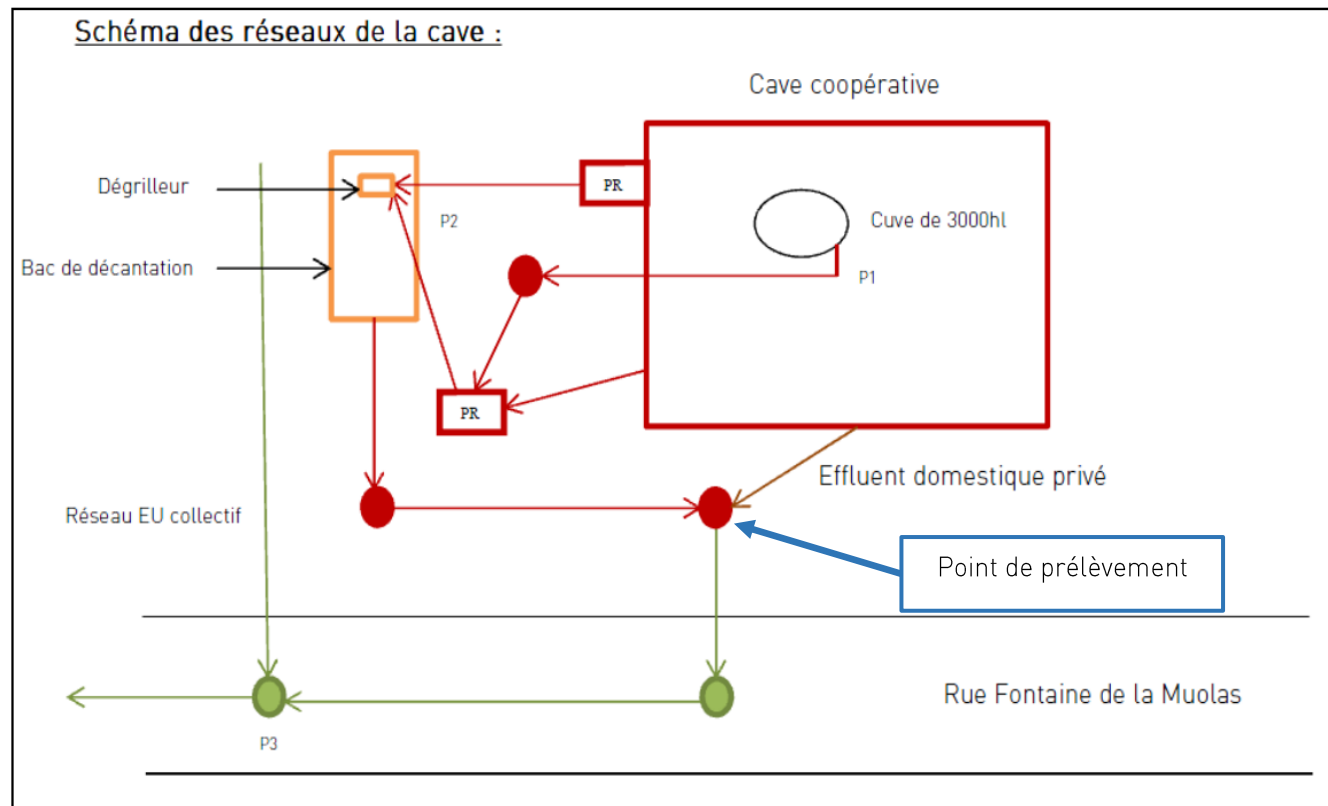 Schéma des réseaux de la cave :
Cave coopérative
Dégrilleur
PR
P2
Cuve de 3000hl
Bac de décantation
P1
PR
Effluent domestique privé
Réseau EU collectif
Point de prélèvement
Rue Fontaine de la Muolas
P3